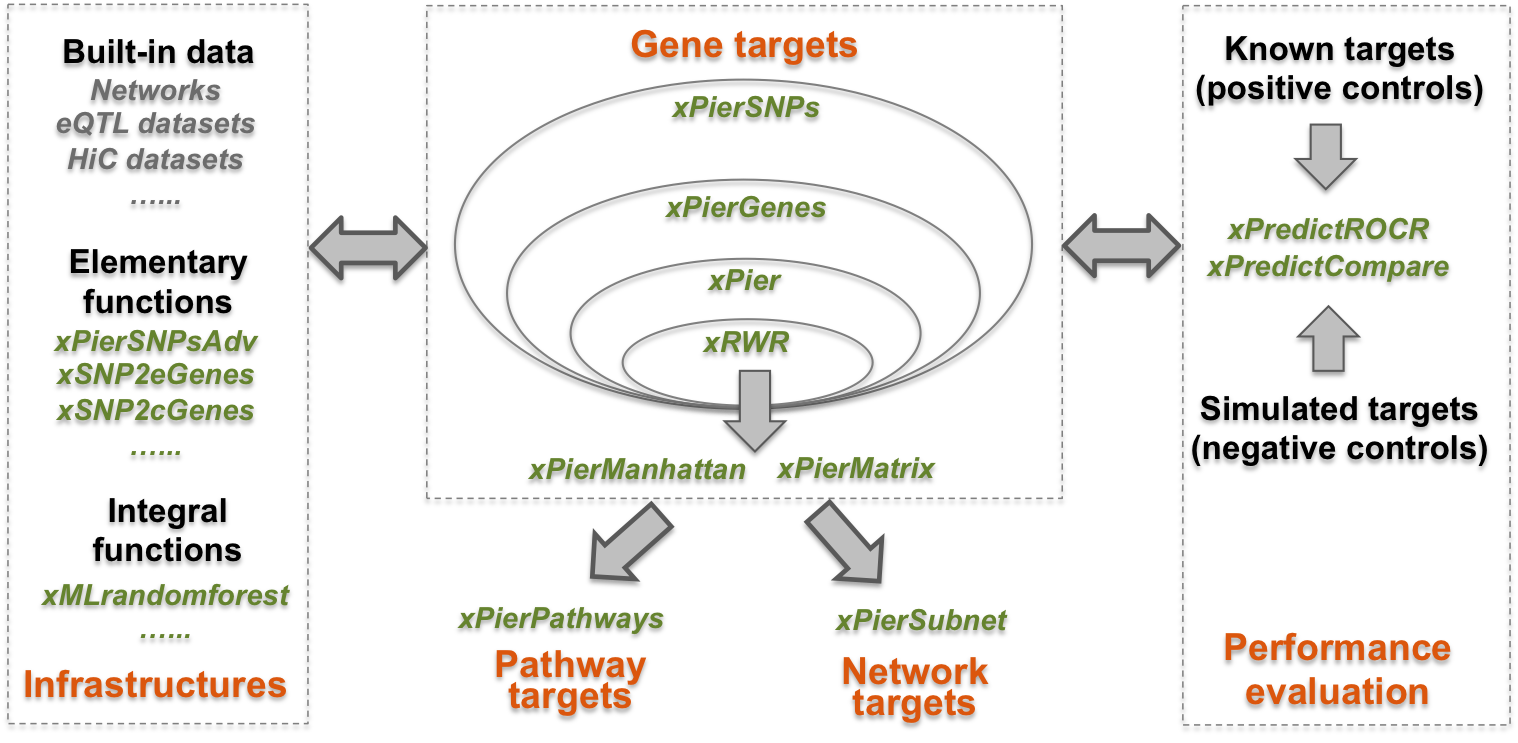 Built-in data
Networks
eQTL datasets
HiC datasets
…...
Elementary
functions
xPierSNPsAdv
xSNP2eGenes
xSNP2cGenes
…...
Integral
functions
xMLrandomforest
…...
Infrastructures
Gene targets
xPierSNPs
xPierGenes
xPier
xRWR
xPierManhattan
xPierMatrix
xPierPathways
Pathway
targets
xPierSubnet
Network
targets
Known targets
(positive controls)
xPredictROCR
xPredictCompare
Simulated targets
(negative controls)
Performance
evaluation